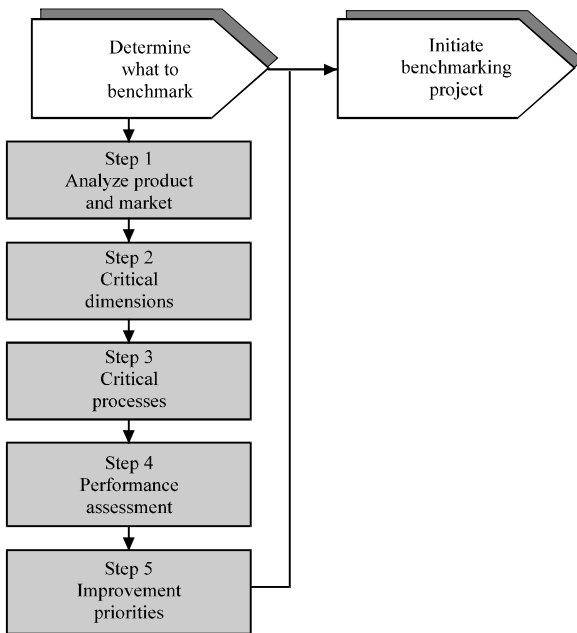 Determine
what to
benchmark
Initiate
benchmarking
project
Step 1
Analyze product
and market
Step 2
Critical
dimensions
Step 3
Critical
processes
Step 4
Performance
assessment
Step 5
Improvement
priorities